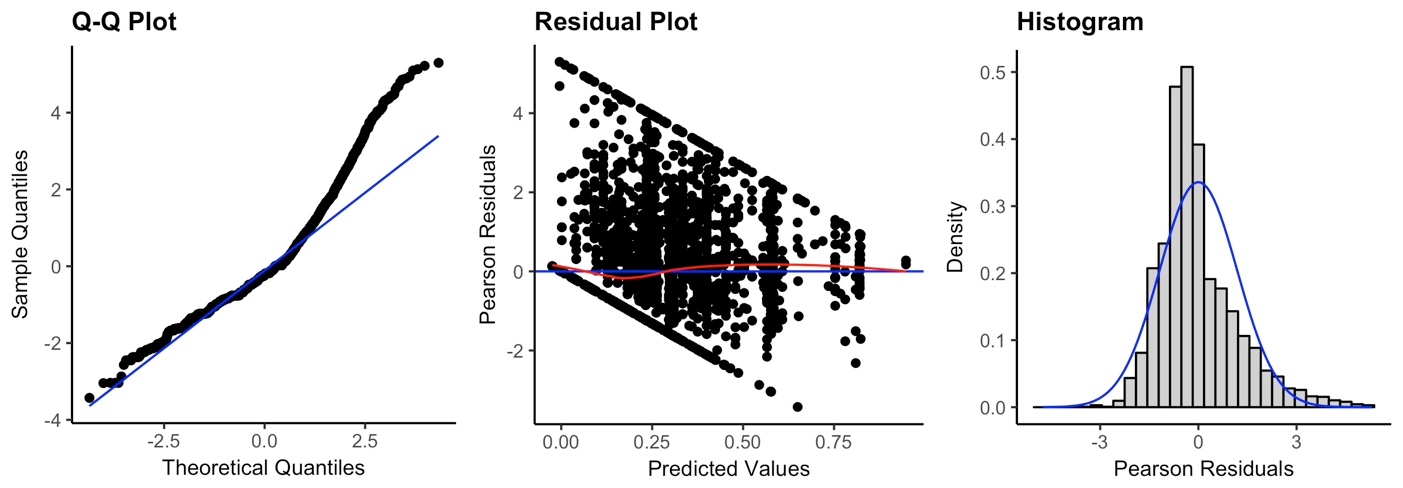 Q-Q Plot
Sample Quantiles
4
2
0
-2
-4
-2.5 0.0 2.5
Theoretical Quantiles
Residual Plot
Pearson Residuals
4
2
0
-2
0.00 0.25 0.50 0.75
Predicted Values
Histogram
Density
0.5
0.4
0.3
0.2
0.1
0.0
-3 0 3
Pearson Residuals